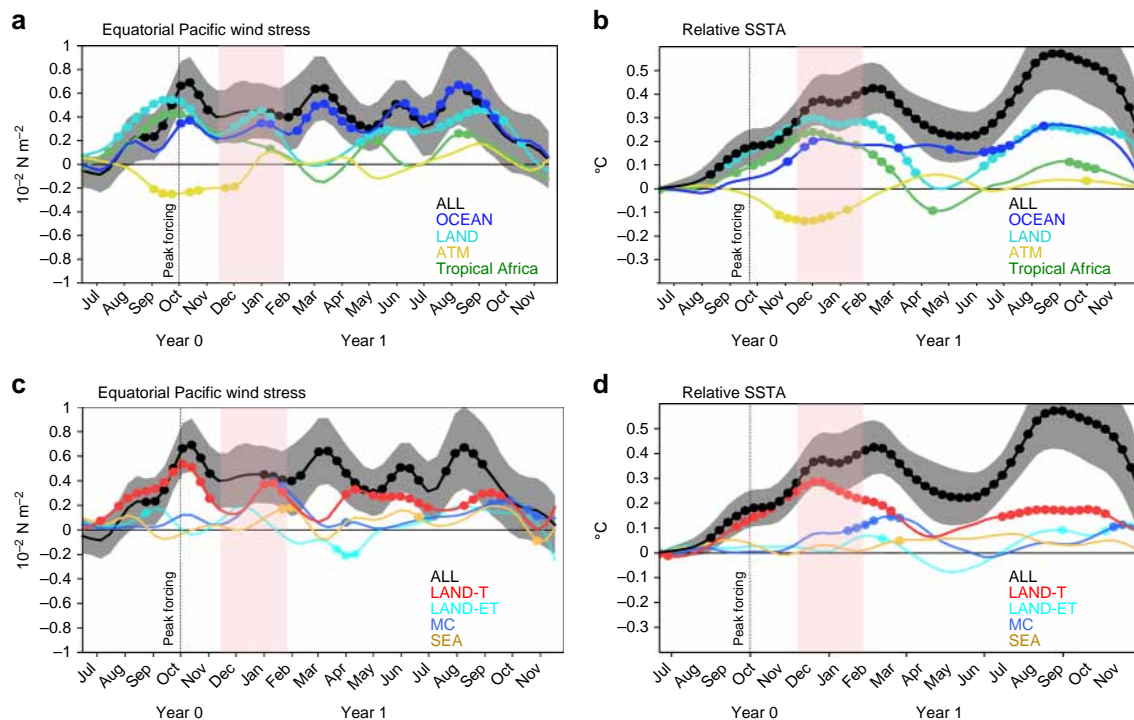 a
Equatorial Pacific wind stress
1
0.8
0.6
0.4
0.2
0
–0.2
–0.4
–0.6
–0.8
–1
10⁻² N m⁻²
Peak forcing
ALL
OCEAN
LAND
ATM
Tropical Africa
Jul Aug Sep Oct Nov Dec Jan Feb Mar Apr May Jun Jul Aug Sep Oct Nov
Year 0 Year 1
b
Relative SSTA
0.5
0.4
0.3
0.2
0.1
0
–0.1
–0.2
–0.3
°C
Peak forcing
ALL
OCEAN
LAND
ATM
Tropical Africa
Jul Aug Sep Oct Nov Dec Jan Feb Mar Apr May Jun Jul Aug Sep Oct Nov
Year 0 Year 1
c
Equatorial Pacific wind stress
1
0.8
0.6
0.4
0.2
0
–0.2
–0.4
–0.6
–0.8
–1
10⁻² N m⁻²
Peak forcing
ALL
LAND-T
LAND-ET
MC
SEA
Jul Aug Sep Oct Nov Dec Jan Feb Mar Apr May Jun Jul Aug Sep Oct Nov
Year 0 Year 1
d
Relative SSTA
0.5
0.4
0.3
0.2
0.1
0
–0.1
–0.2
–0.3
°C
Peak forcing
ALL
LAND-T
LAND-ET
MC
SEA
Jul Aug Sep Oct Nov Dec Jan Feb Mar Apr May Jun Jul Aug Sep Oct Nov
Year 0 Year 1